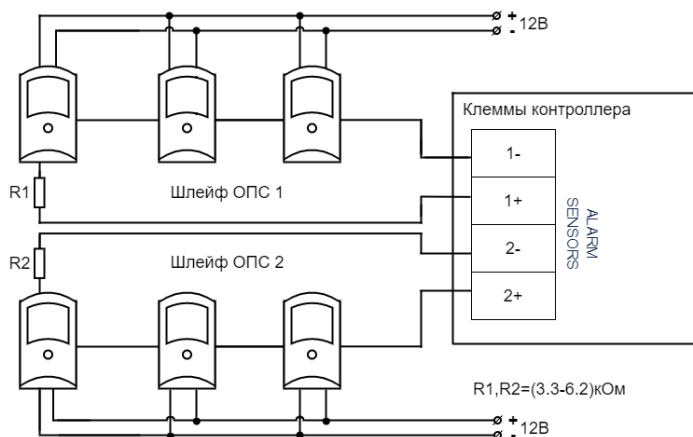 +
-
12В
Клеммы контроллера
1-
R1
Шлейф ОПС 1
1+
ALARM
SENSORS
R2
Шлейф ОПС 2
2-
2+
R1,R2=(3.3-6.2)кОм
+
-
12В